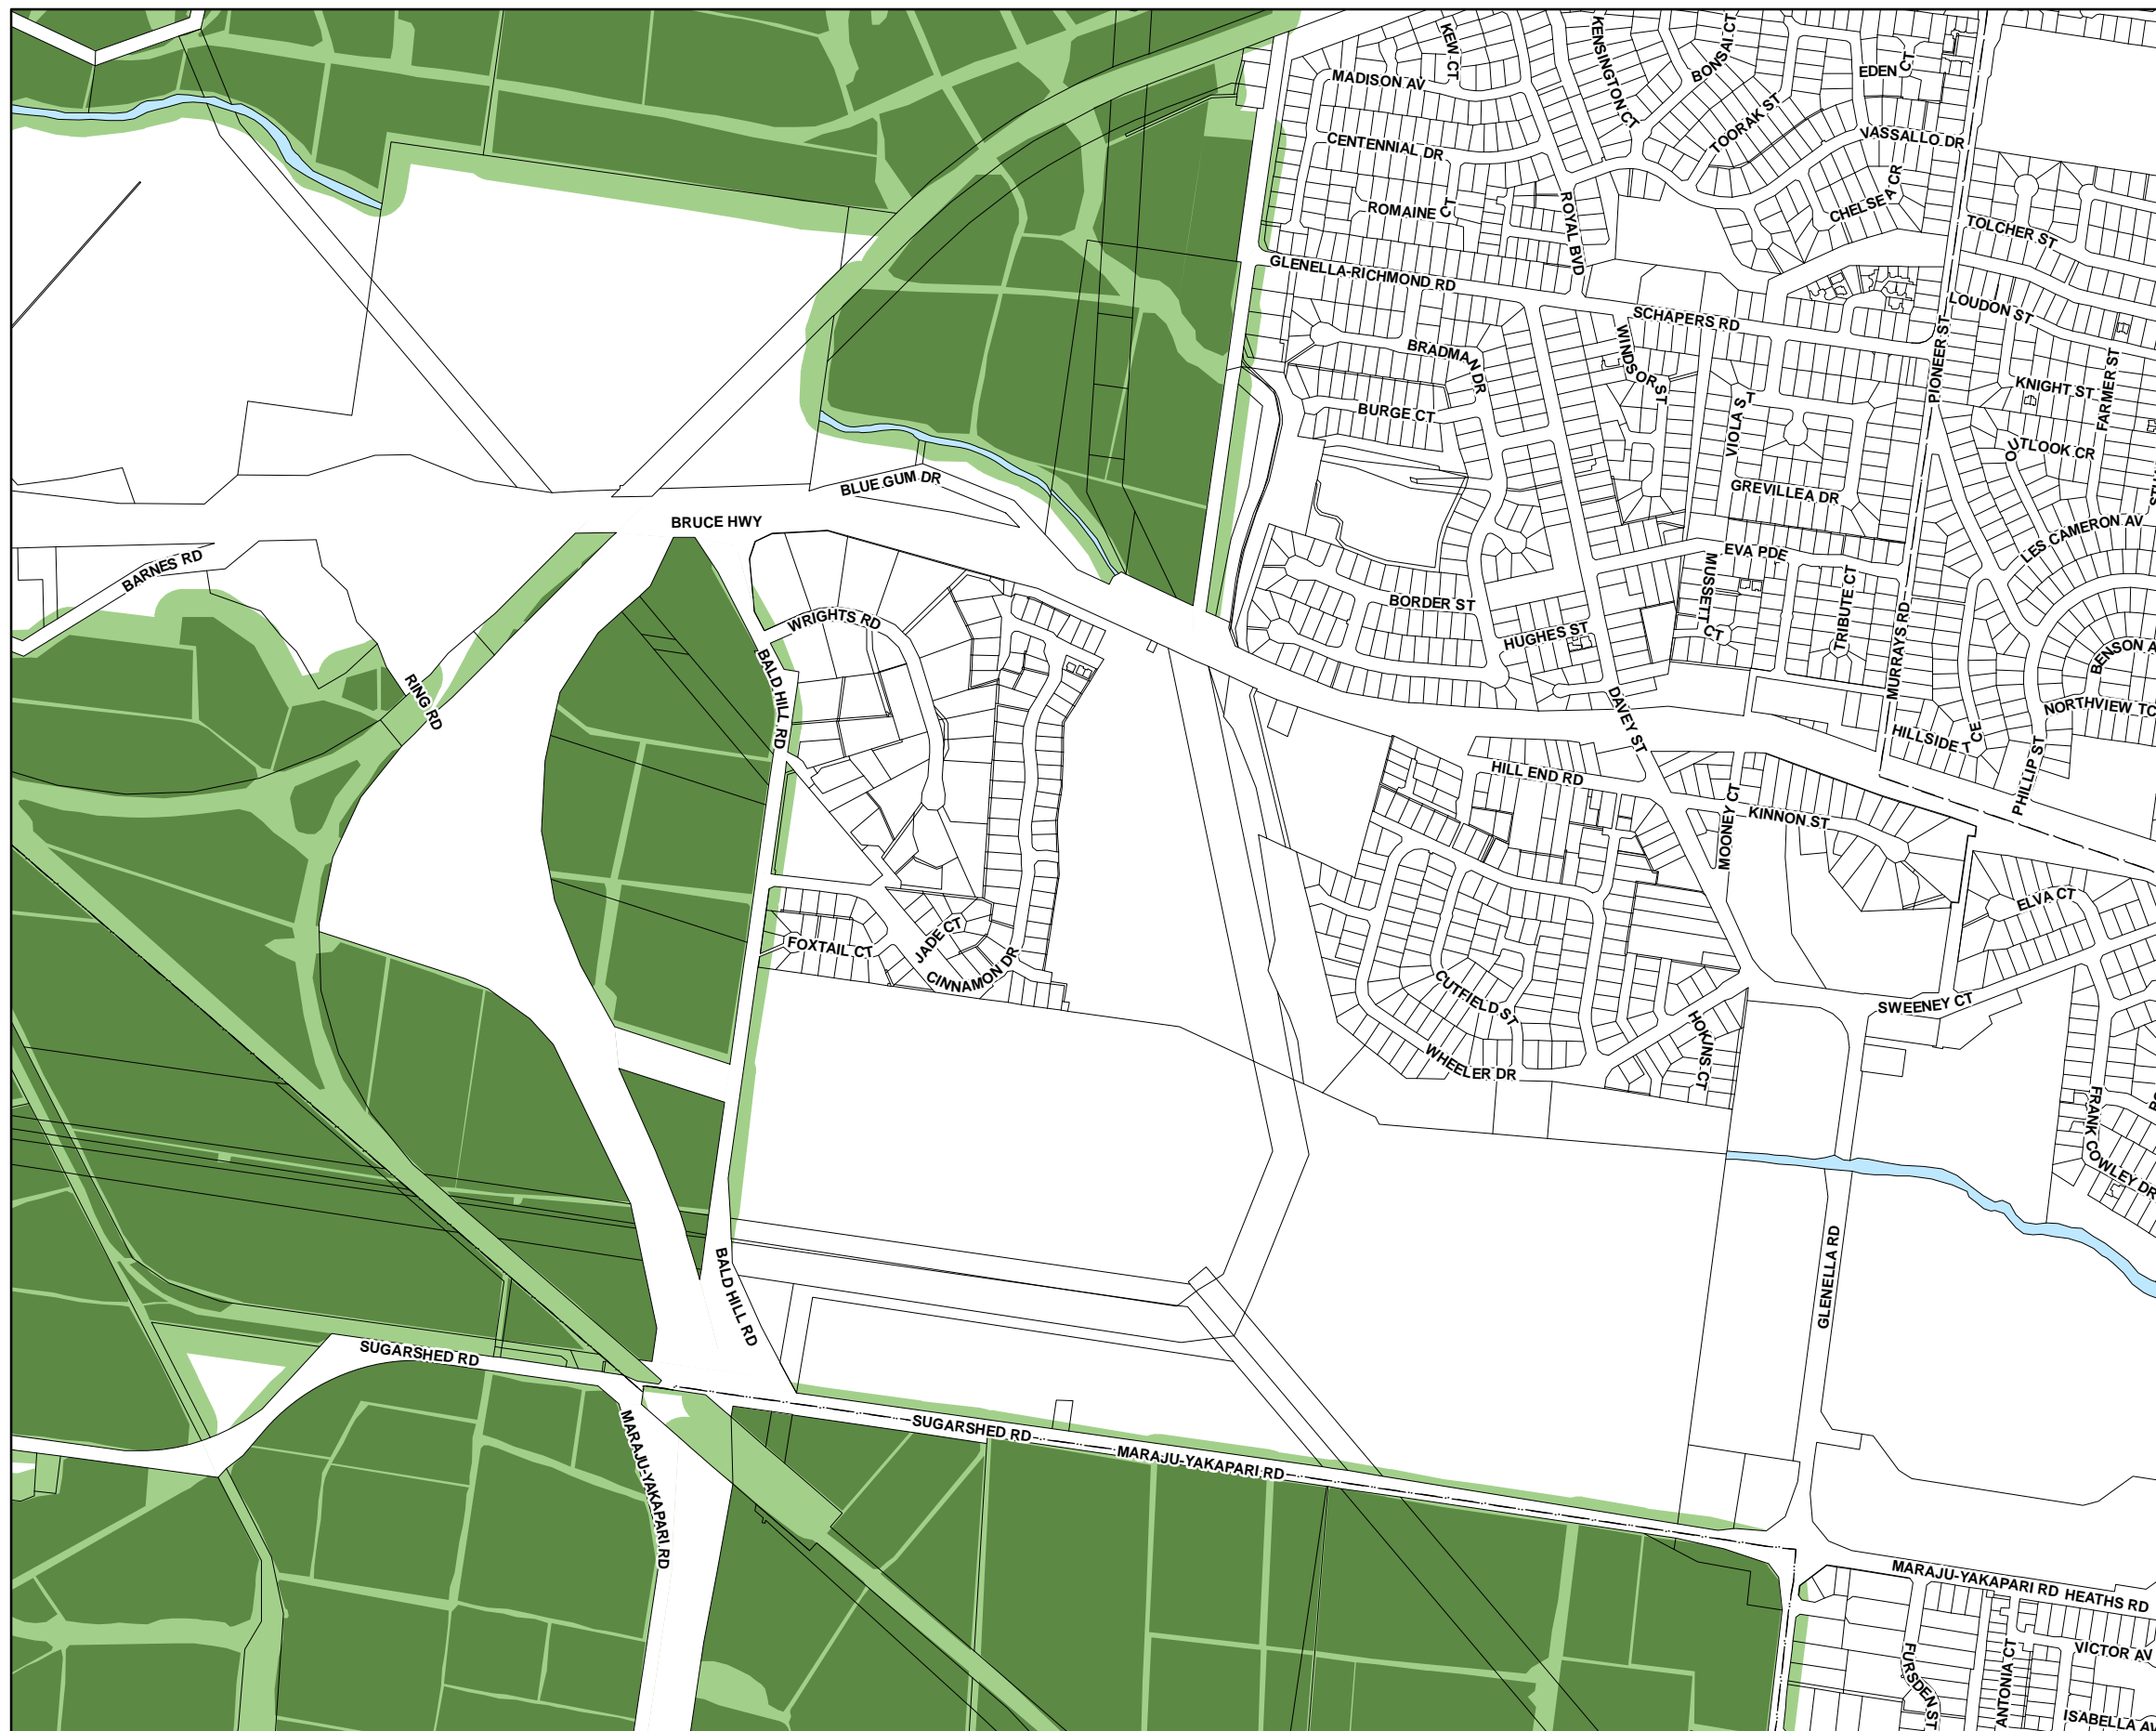 KEW CT
KENSINGTON CT
BONSAI CT
EDEN CT
MADISON AV
TOORAK ST
VASSALLO DR
CENTENNIAL DR
CHELSEA CR
ROMAINE CT
ROYAL BVD
TOLCHER ST
GLENELLA-RICHMOND RD
LOUDON ST
SCHAPERS RD
PIONEER ST
BRADMAN DR
WINDSOR ST
KNIGHT ST
FARMER ST
BURGE CT
VIOLA ST
OUTLOOK CR
BLUE GUM DR
GREVILLEA DR
BRUCE HWY
LES CAMERON AV
EVA PDE
BARNES RD
MUSSETT CT
TRIBUTE CT
BORDER ST
WRIGHTS RD
HUGHES ST
MURRAYS RD
BENSON A
BALD HILL RD
RING RD
DAVEY ST
NORTHVIEW TC
HILLSIDE TCE
PHILLIP ST
HILL END RD
MOONEY CT
KINNON ST
ELVA CT
FOXTAIL CT
JADE CT
CINNAMON DR
CUTFIELD ST
SWEENEY CT
HOKINS CT
WHEELER DR
FRANK COWLEY DR
GLENELLA RD
BALD HILL RD
SUGARSHED RD
MARAJU-YAKAPARI RD
SUGARSHED RD
MARAJU-YAKAPARI RD
MARAJU-YAKAPARI RD
HEATHS RD
VICTOR AV
FURSDEN ST
ANTONIA CT
ISABELLA A